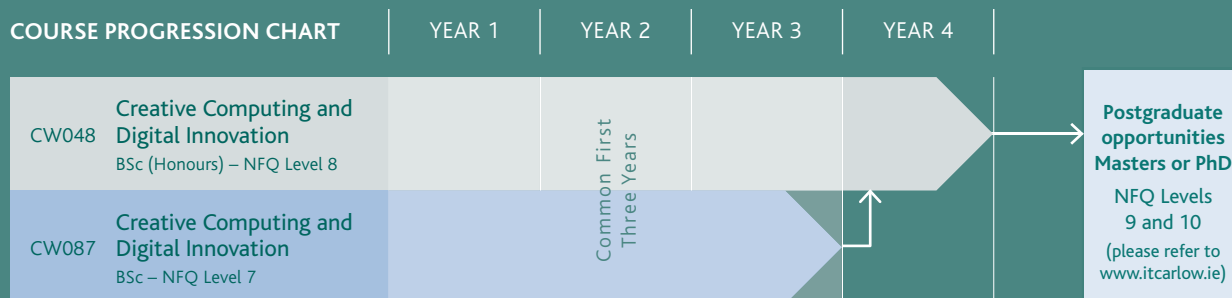 COURSE PROGRESSION CHART
YEAR 1
YEAR 2
YEAR 3
YEAR 4
CW048
Creative Computing and
Digital Innovation
BSc (Honours) – NFQ Level 8
CW087
Creative Computing and
Digital Innovation
BSc – NFQ Level 7
Common First
Three Years
Postgraduate
opportunities
Masters or PhD
NFQ Levels
9 and 10
(please refer to
www.itcarlow.ie)